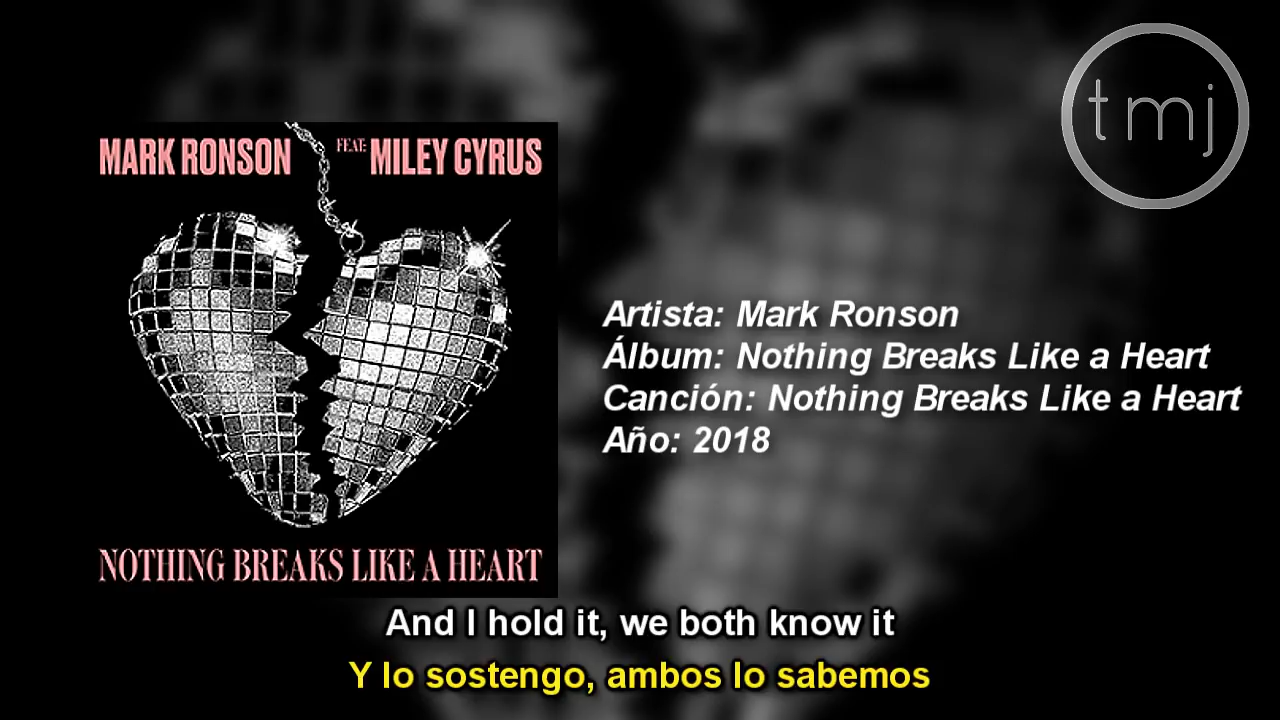 tmj
MARK RONSON FEAT. MILEY CYRUS
Artista: Mark Ronson
Álbum: Nothing Breaks Like a Heart
Canción: Nothing Breaks Like a Heart
Año: 2018
NOTHING BREAKS LIKE A HEART
And I hold it, we both know it
Y lo sostengo, ambos lo sabemos